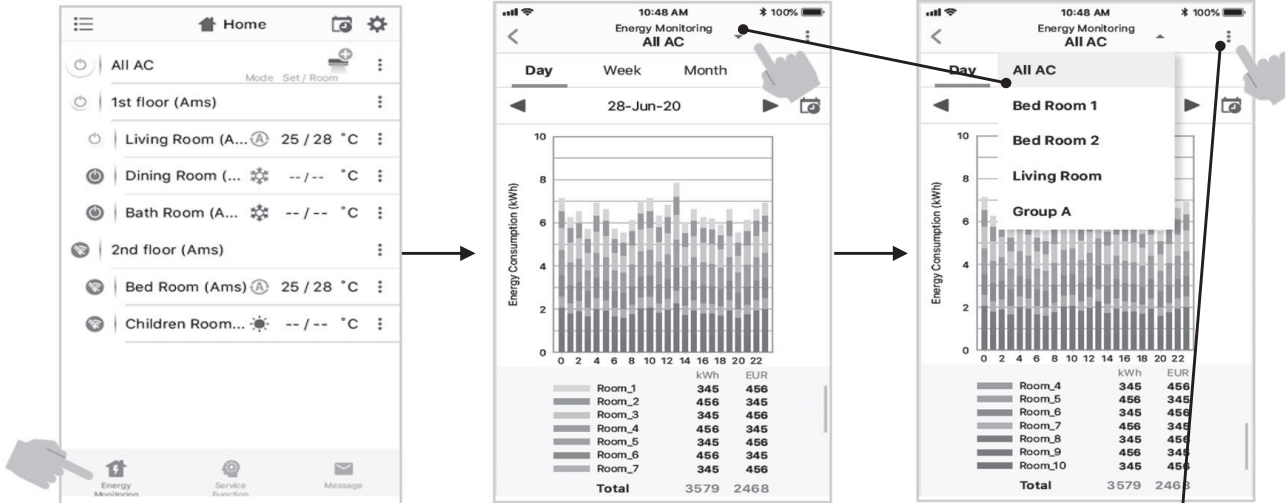 Home
All AC
Mode Set / Room
1st floor (Ams)
Living Room (A... A 25 / 28 °C
Dining Room (... -- / -- °C
Bath Room (A... -- / -- °C
2nd floor (Ams)
Bed Room (Ams) A 25 / 28 °C
Children Room... -- / -- °C
Energy Monitoring
Service Function
Message
10:48 AM 100%
Energy Monitoring
All AC
Day Week Month
28-Jun-20
Energy Consumption (kWh)
10
8
6
4
2
0
0 2 4 6 8 10 12 14 16 18 20 22
kWh EUR
Room_1 345 456
Room_2 456 345
Room_3 345 456
Room_4 456 345
Room_5 345 456
Room_6 456 345
Room_7 345 456
Total 3579 2468
10:48 AM 100%
Energy Monitoring
All AC
Day
All AC
Bed Room 1
Bed Room 2
Living Room
Group A
Energy Consumption (kWh)
10
8
6
4
2
0
0 2 4 6 8 10 12 14 16 18 20 22
kWh EUR
Room_4 345 456
Room_5 456 345
Room_6 345 456
Room_7 456 345
Room_8 345 456
Room_9 456 345
Room_10 345 456
Total 3579 2468